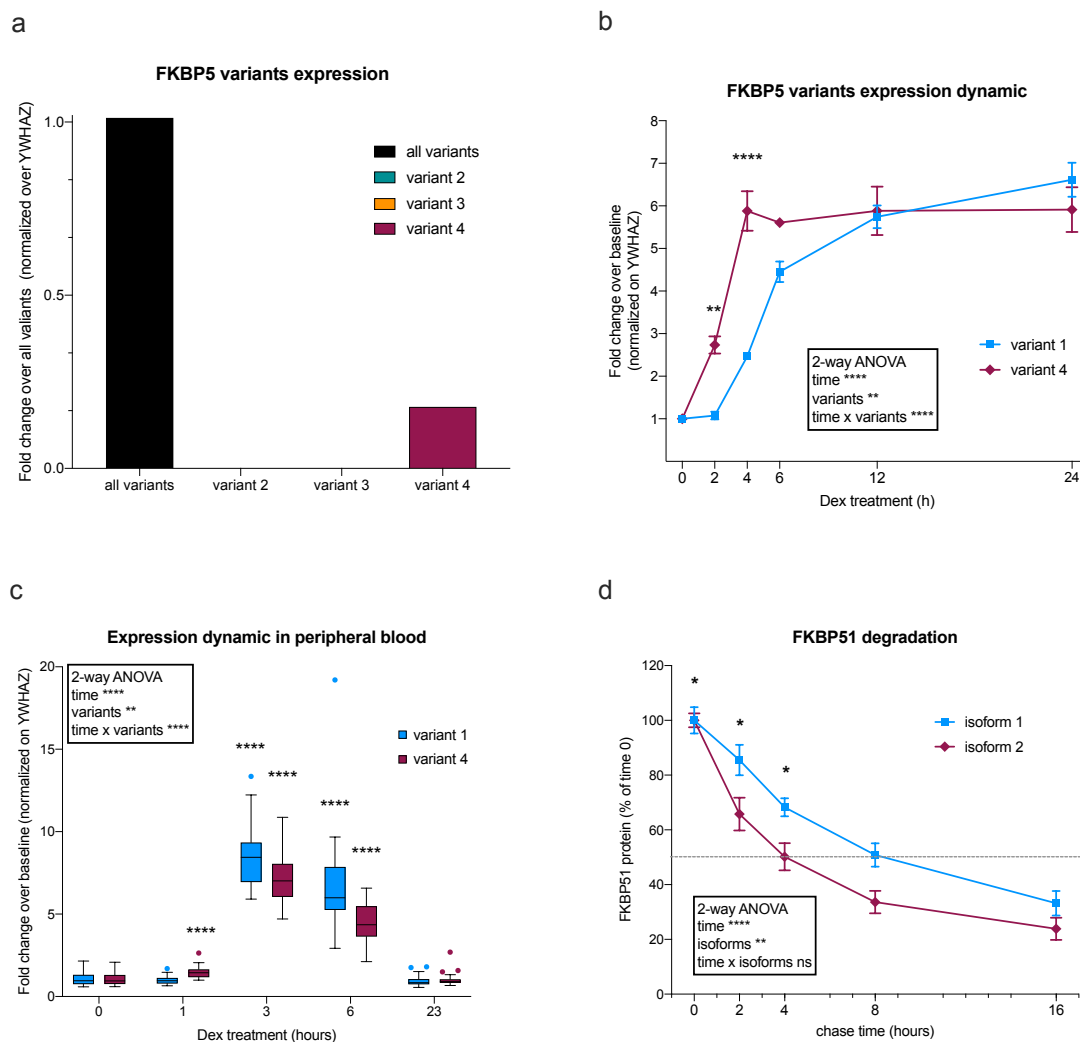 a
FKBP5 variants expression
Fold change over all valiants (normalized over YWHAZ)
1.0
0.5
0.0
all variants
variant 2
variant 3
variant 4
all variants
variant 2
variant 3
variant 4
b
FKBP5 variants expression dynamic
Fold change over baseline
(normalized on YWHAZ)
8
7
6
5
4
3
2
1
****
**
2-way ANOVA
time ****
variants **
time x variants ****
variant 1
variant 4
0
2
4
6
12
24
Dex treatment (h)
c
Expression dynamic in peripheral blood
Fold change over baseline (normalized on YWHAZ)
20
15
10
5
0
2-way ANOVA
time ****
variants **
time x variants ****
variant 1
variant 4
****
****
****
****
****
0
1
3
6
23
Dex treatment (hours)
d
FKBP51 degradation
FKBP51 protein (% of time 0)
120
100
80
60
40
20
0
*
*
*
isoform 1
isoform 2
2-way ANOVA
time ****
isoforms **
time x isoforms ns
0
2
4
8
16
chase time (hours)